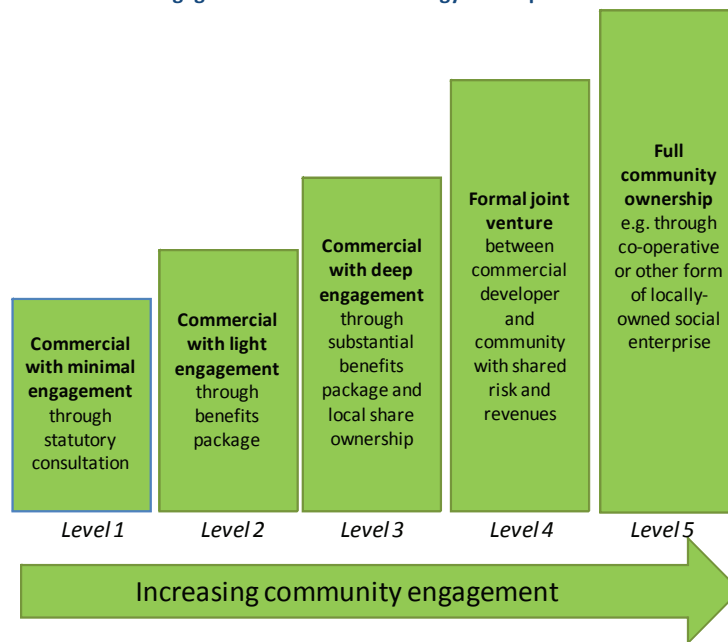 Commercial
with minimal
engagement
through
statutory
consultation
Commercial
with light
engagement
through
benefits
package
Commercial
with deep
engagement
through
substantial
benefits
package and
local share
ownership
Formal joint
venture
between
commercial
developer
and
community
with shared
risk and
revenues
Full
community
ownership
e.g. through
co-operative
or other form
of locally-
owned social
enterprise
Level 1
Level 2
Level 3
Level 4
Level 5
Increasing community engagement